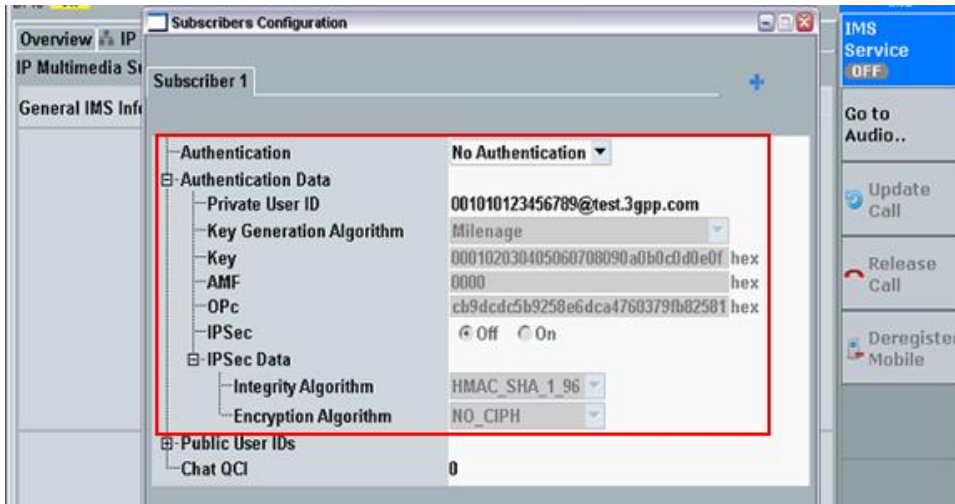 Subscribers Configuration
Overview IP
IP Multimedia
General IMS
Subscriber 1
Authentication No Authentication
Authentication Data
Private User ID 001010123456789@test.3gpp.com
Key Generation Algorithm Milenage
Key 000102030405060708090a0b0c0d0e0f hex
AMF 0000 hex
OPc cb9dcdc5b9258e6dca4760379fb82581 hex
IPSec Off On
IPSec Data
Integrity Algorithm HMAC_SHA_1_96
Encryption Algorithm NO_CIPH
Public User IDs
Chat QCI 0
IMS
Service
OFF
Go to
Audio..
Update
Call
Release
Call
Deregister
Mobile